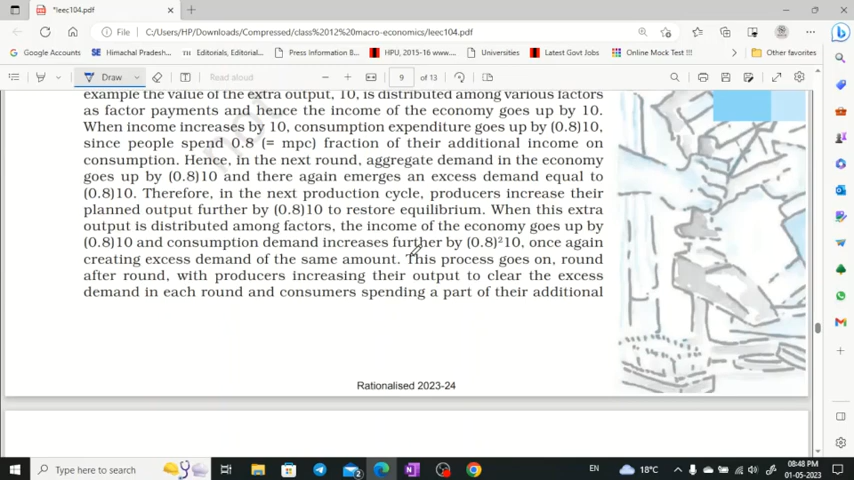 *leec104.pdf
File
C:/Users/HP/Downloads/Compressed/class%2012%20macro-economics/leec104.pdf
Google Accounts
Himachal Pradesh...
Editorials, Editorial...
Press Information B...
HPU, 2015-16 www....
Universities
Latest Govt Jobs
Online Mock Test !!!
Other favorites
Draw
Read aloud
9 of 13
example the value of the extra output, 10, is distributed among various factors
as factor payments and hence the income of the economy goes up by 10.
When income increases by 10, consumption expenditure goes up by (0.8)10,
since people spend 0.8 (= mpc) fraction of their additional income on
consumption. Hence, in the next round, aggregate demand in the economy
goes up by (0.8)10 and there again emerges an excess demand equal to
(0.8)10. Therefore, in the next production cycle, producers increase their
planned output further by (0.8)10 to restore equilibrium. When this extra
output is distributed among factors, the income of the economy goes up by
(0.8)10 and consumption demand increases further by (0.8)²10, once again
creating excess demand of the same amount. This process goes on, round
after round, with producers increasing their output to clear the excess
demand in each round and consumers spending a part of their additional
Rationalised 2023-24
Type here to search
2
18°C
EN
08:48 PM
01-05-2023